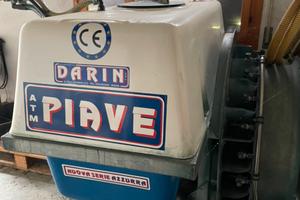 CE
DARIN
ATM
PIAVE
NUOVA SERIE AZZURRA